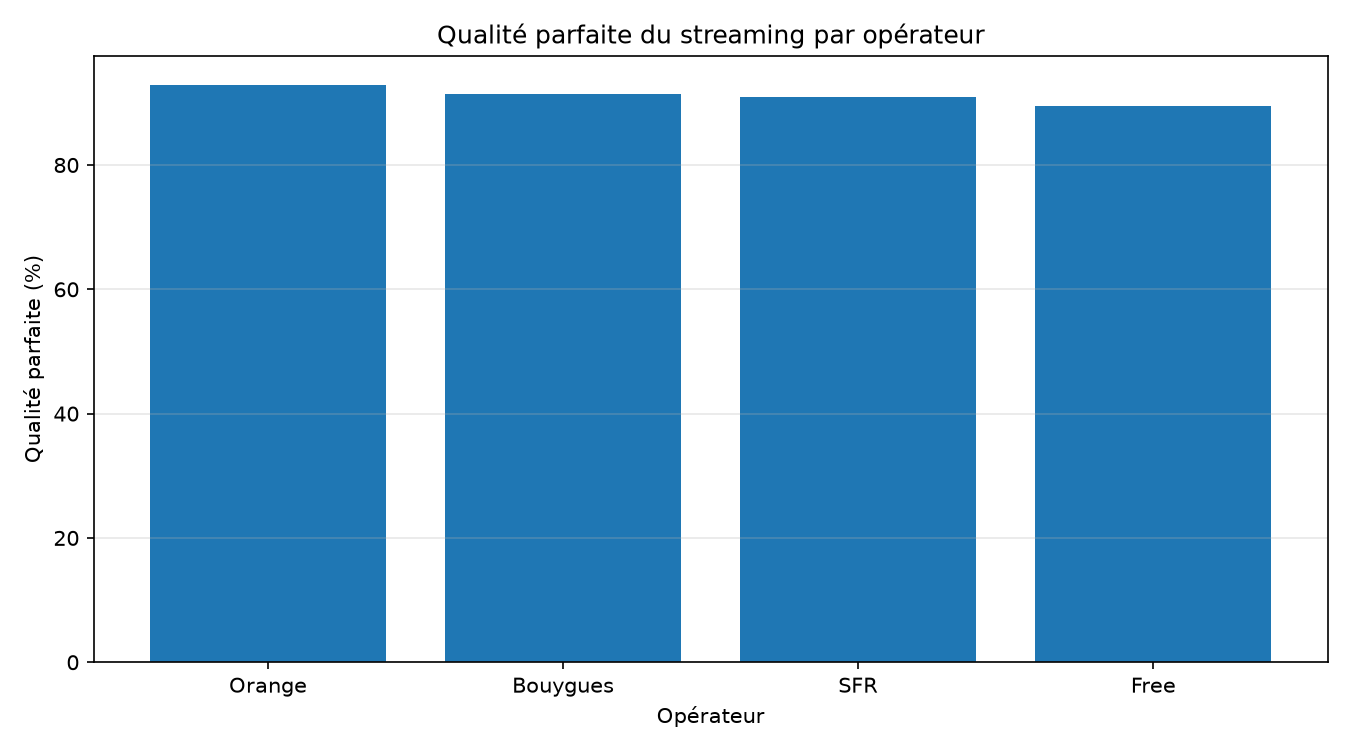 Qualité parfaite du streaming par opérateur
Qualité parfaite (%)
80
60
40
20
0
Orange
Bouygues
SFR
Free
Opérateur